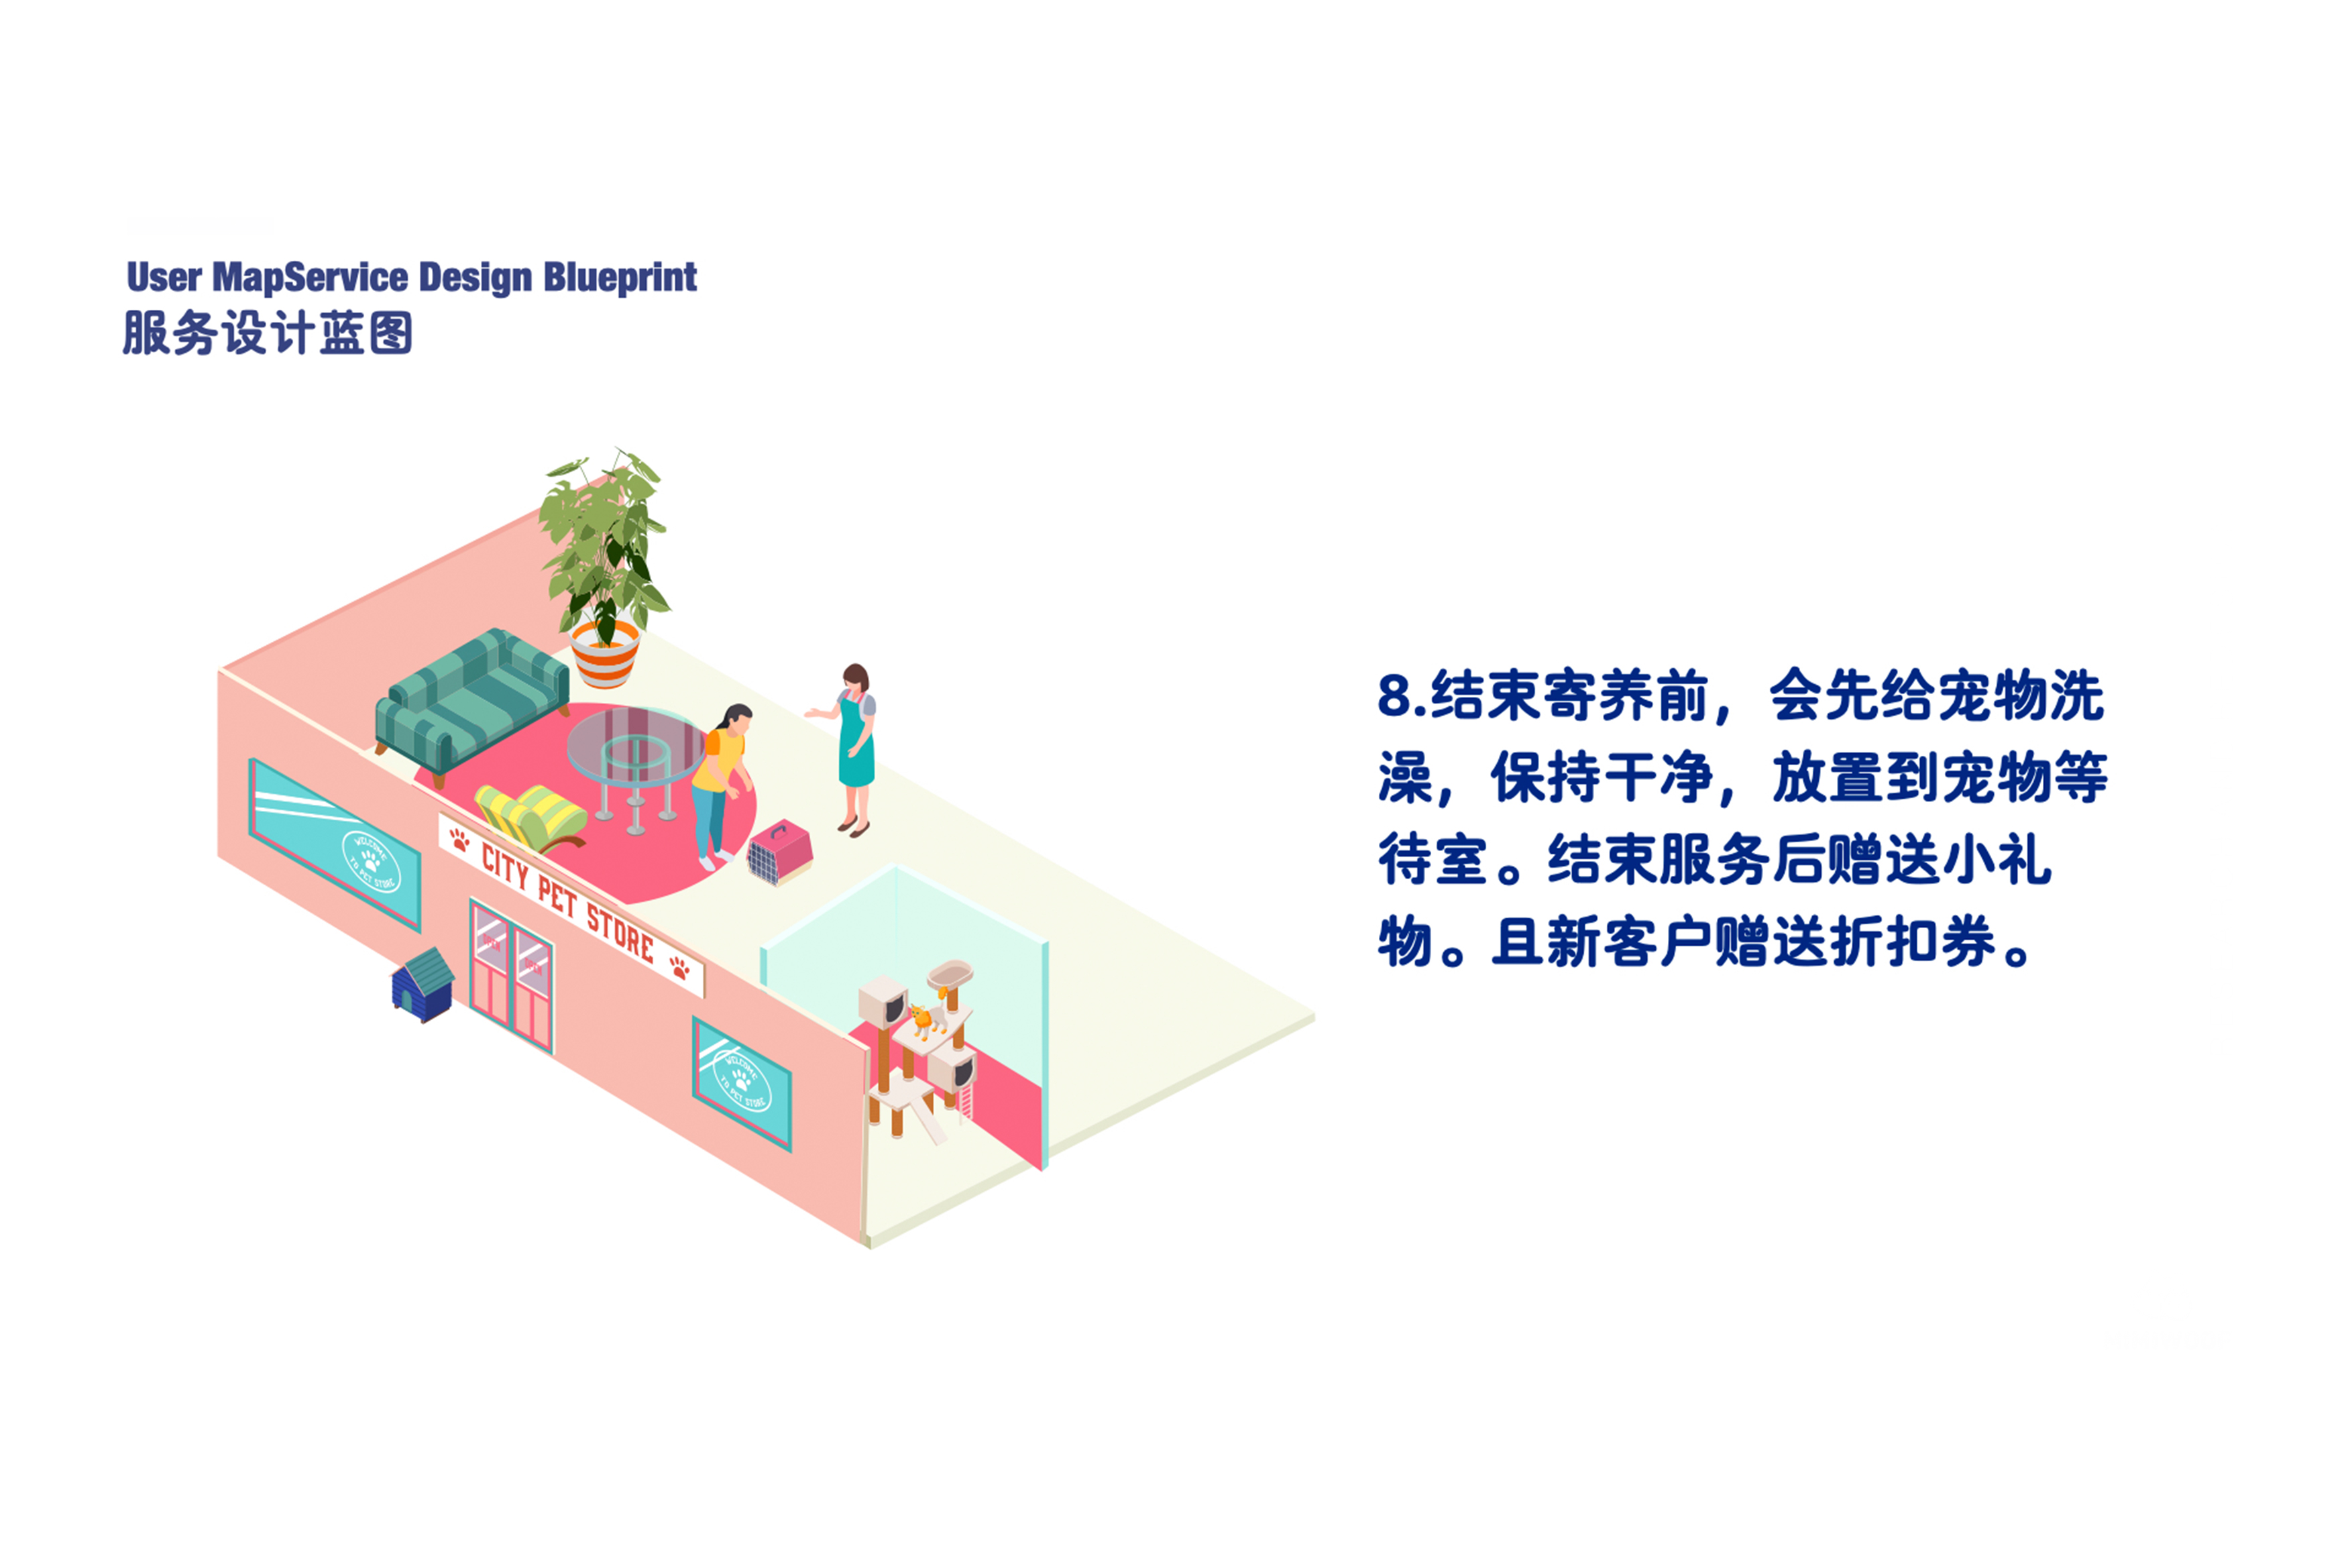 User MapService Design Blueprint
服务设计蓝图
8.结束寄养前，会先给宠物洗
澡，保持干净，放置到宠物等
待室。结束服务后赠送小礼
物。且新客户赠送折扣券。
WELCOME
TO PET STORE
CITY PET STORE
OPEN
OPEN
WELCOME
TO PET STORE